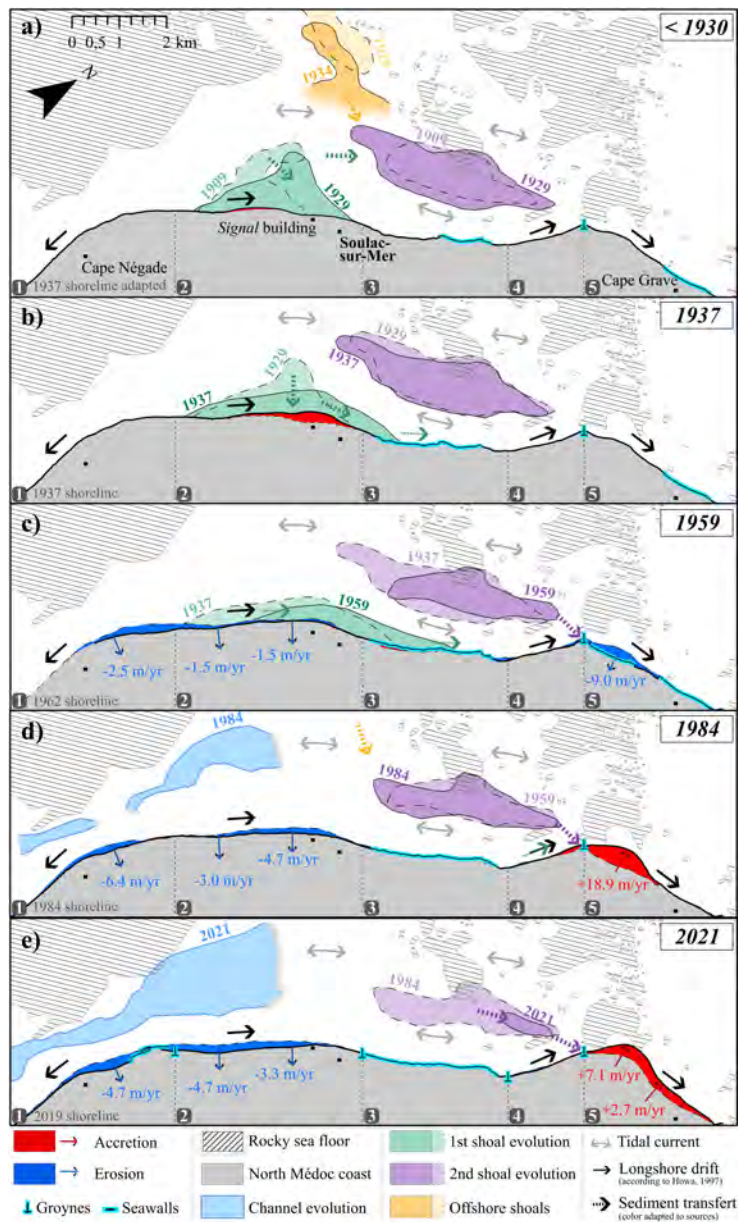 a)
< 1930
0 0,5 1 2 km
N
1934
1909
1929
1909
1929
Signal building
Soulac-
sur-Mer
Cape Négade
Cape Grave
1937 shoreline adapted
1 2 3 4 5
b)
1937
1929
1937
1929
1937
1937 shoreline
1 2 3 4 5
c)
1959
1937
1959
1937
1959
-2.5 m/yr
-1.5 m/yr
-1.5 m/yr
-9.0 m/yr
1962 shoreline
1 2 3 4 5
d)
1984
1984
1984
1959
-6.4 m/yr
-3.0 m/yr
-4.7 m/yr
+18.9 m/yr
1984 shoreline
1 2 3 4 5
e)
2021
2021
1984
2021
-4.7 m/yr
-4.7 m/yr
-3.3 m/yr
+7.1 m/yr
+2.7 m/yr
2019 shoreline
1 2 3 4 5
Accretion
Rocky sea floor
1st shoal evolution
Tidal current
Erosion
North Médoc coast
2nd shoal evolution
Longshore drift
(according to Howa, 1997)
Groynes
Seawalls
Channel evolution
Offshore shoals
Sediment transfert
(color adapted to sources)